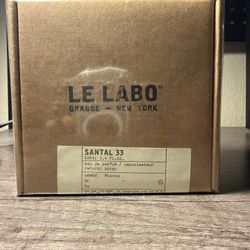 LE LABO
GRASSE - NEW YORK
SANTAL 33
100ml 3.4 FL.OZ.
eau de parfum / vaporisateur
natural spray